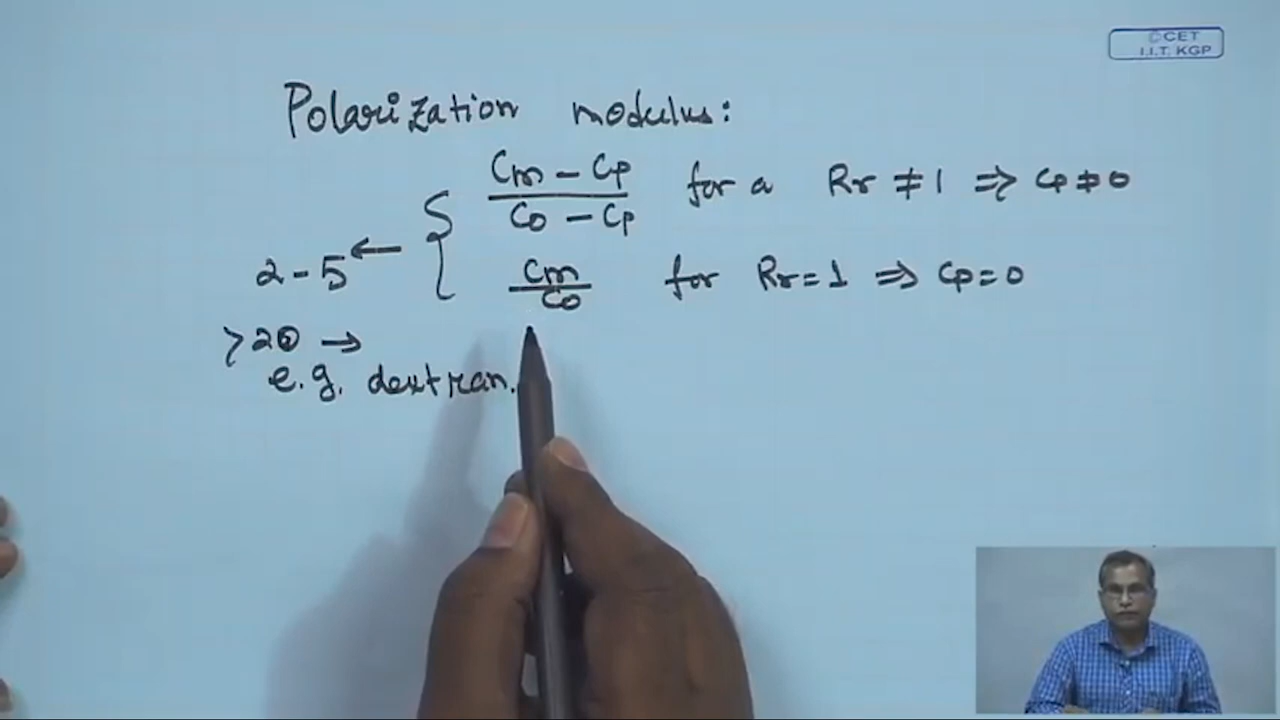 ©CET
I.I.T. KGP
Polarization modulus:
Cm – Cp / Co – Cp for a Rr ≠ 1 ⇒ Cp ≠ 0
2 – 5 ← {
Cm / Co for Rr = 1 ⇒ Cp = 0
>20 →
e.g. dextran.